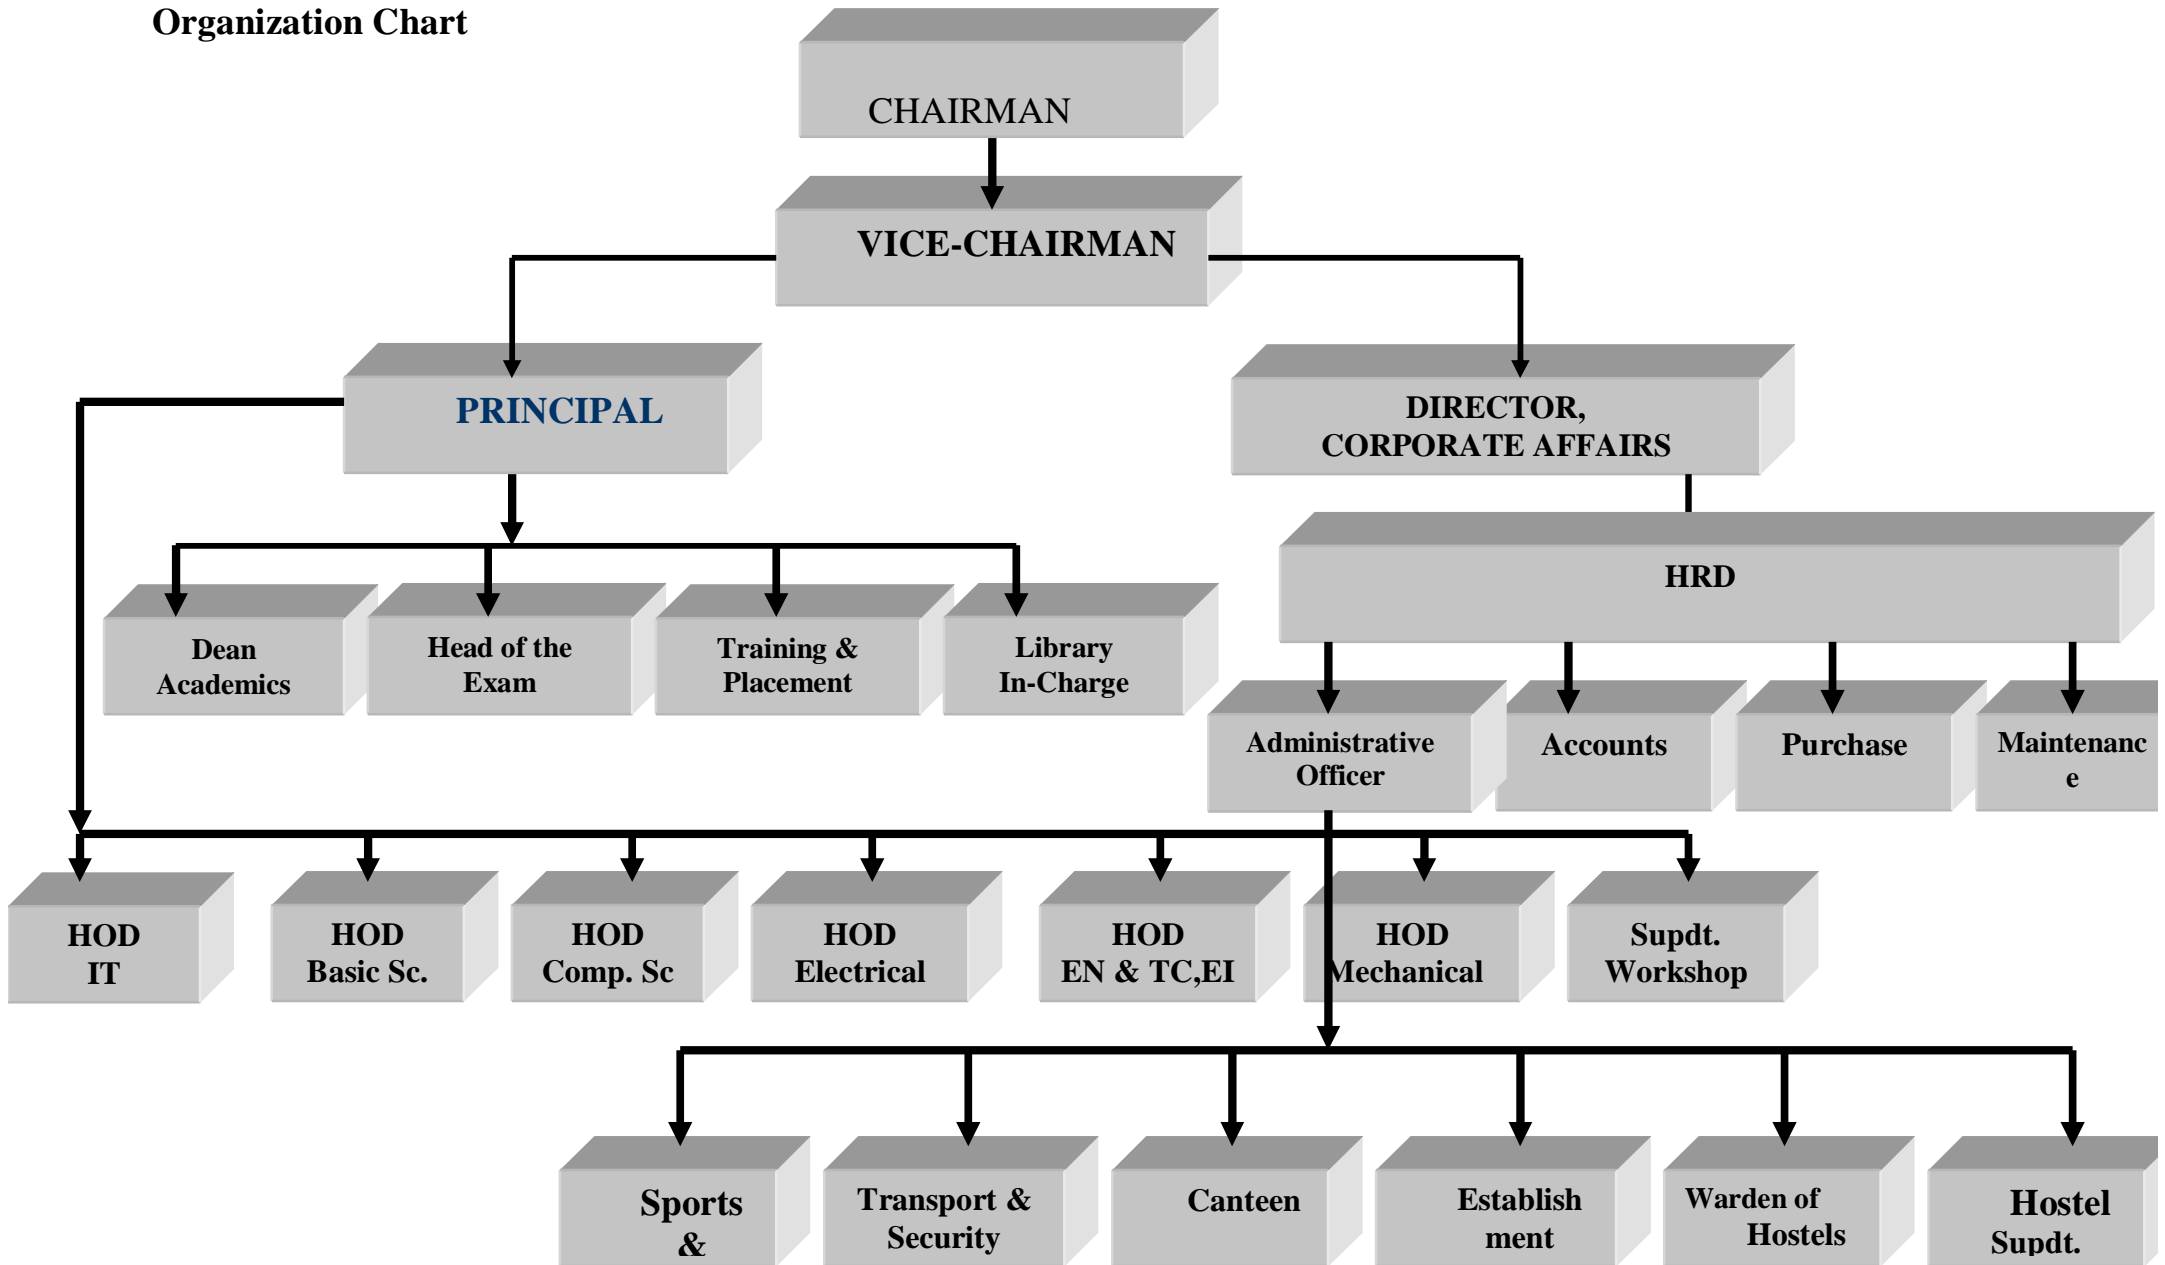 Organization Chart
CHAIRMAN
VICE-CHAIRMAN
PRINCIPAL
DIRECTOR,
CORPORATE AFFAIRS
HRD
Dean
Academics
Head of the
Exam
Training &
Placement
Library
In-Charge
Administrative
Officer
Accounts
Purchase
Maintenanc
e
HOD
IT
HOD
Basic Sc.
HOD
Comp. Sc
HOD
Electrical
HOD
EN & TC,EI
HOD
Mechanical
Supdt.
Workshop
Sports
&
Transport &
Security
Canteen
Establish
ment
Warden of
Hostels
Hostel
Supdt.